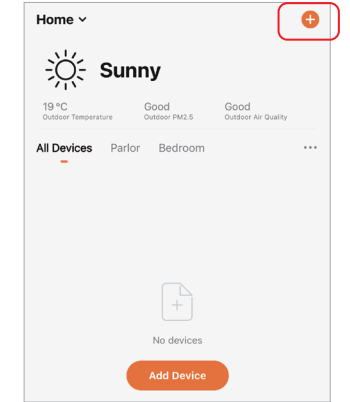 Home
Sunny
19 °C Good Good
Outdoor Temperature Outdoor PM2.5 Outdoor Air Quality
All Devices Parlor Bedroom ...
No devices
Add Device